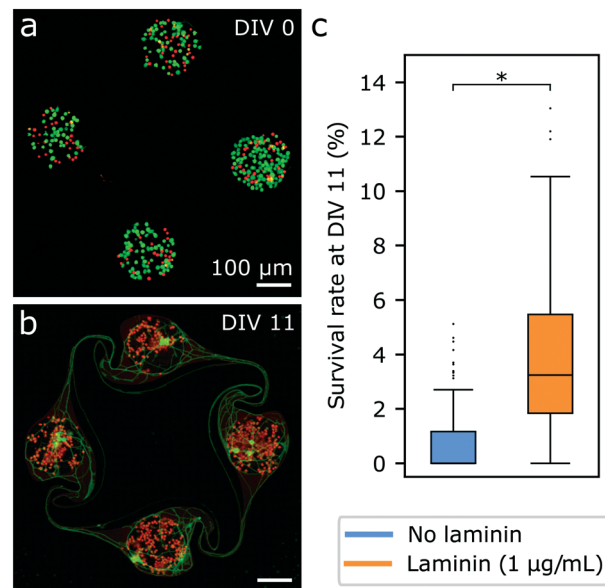 a
DIV 0
100 µm
b
DIV 11
c
Survival rate at DIV 11 (%)
14
12
10
8
6
4
2
0
*
No laminin
Laminin (1 µg/mL)